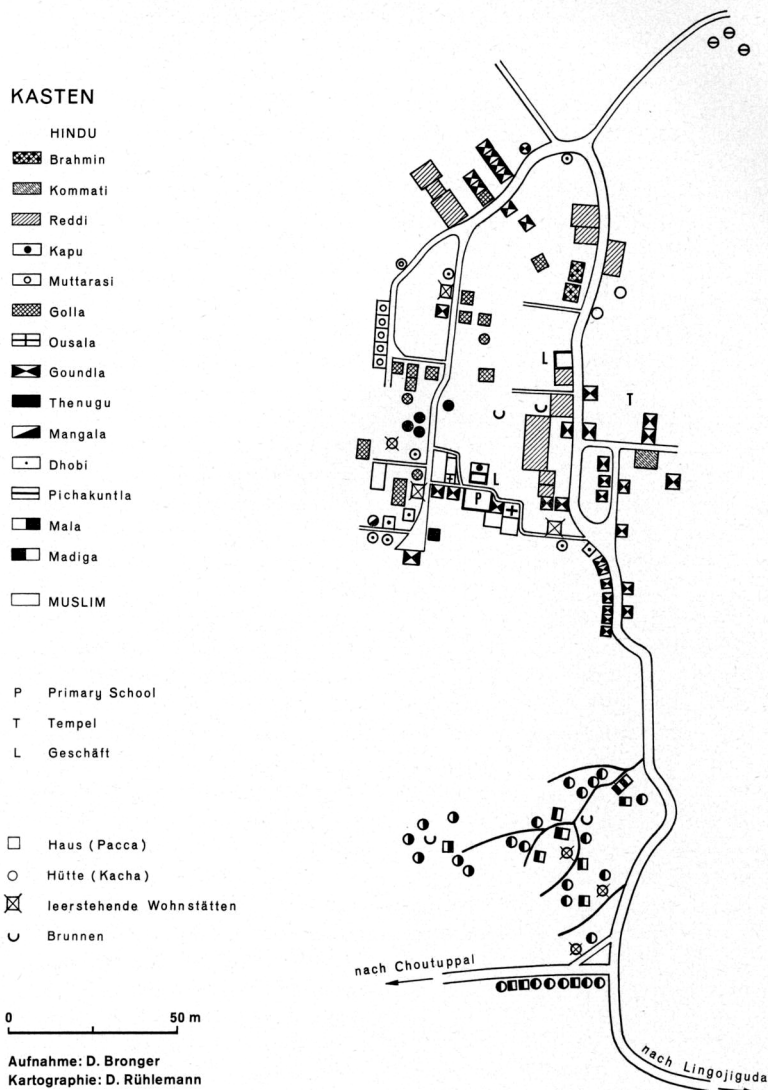 KASTEN
HINDU
Brahmin
Kommati
Reddi
Kapu
Muttarasi
Golla
Ousala
Goundla
Thenugu
Mangala
Dhobi
Pichakuntla
Mala
Madiga
MUSLIM
P Primary School
T Tempel
L Geschäft
Haus (Pacca)
Hütte (Kacha)
leerstehende Wohnstätten
Brunnen
0 50 m
Aufnahme: D. Bronger
Kartographie: D. Rühlemann
L
T
L
P
nach Choutuppal
nach Lingojiguda